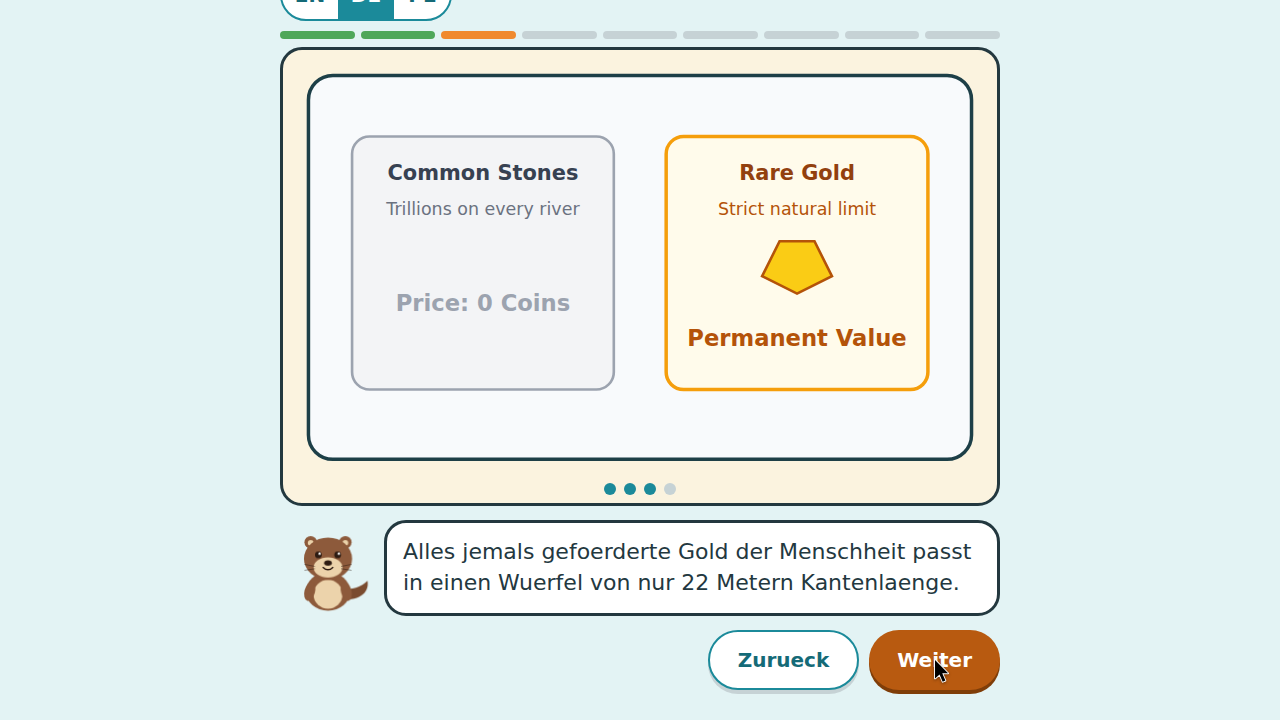 Common Stones
Trillions on every river
Price: 0 Coins
Rare Gold
Strict natural limit
Permanent Value
Alles jemals gefoerderte Gold der Menschheit passt
in einen Wuerfel von nur 22 Metern Kantenlaenge.
Zurueck
Weiter